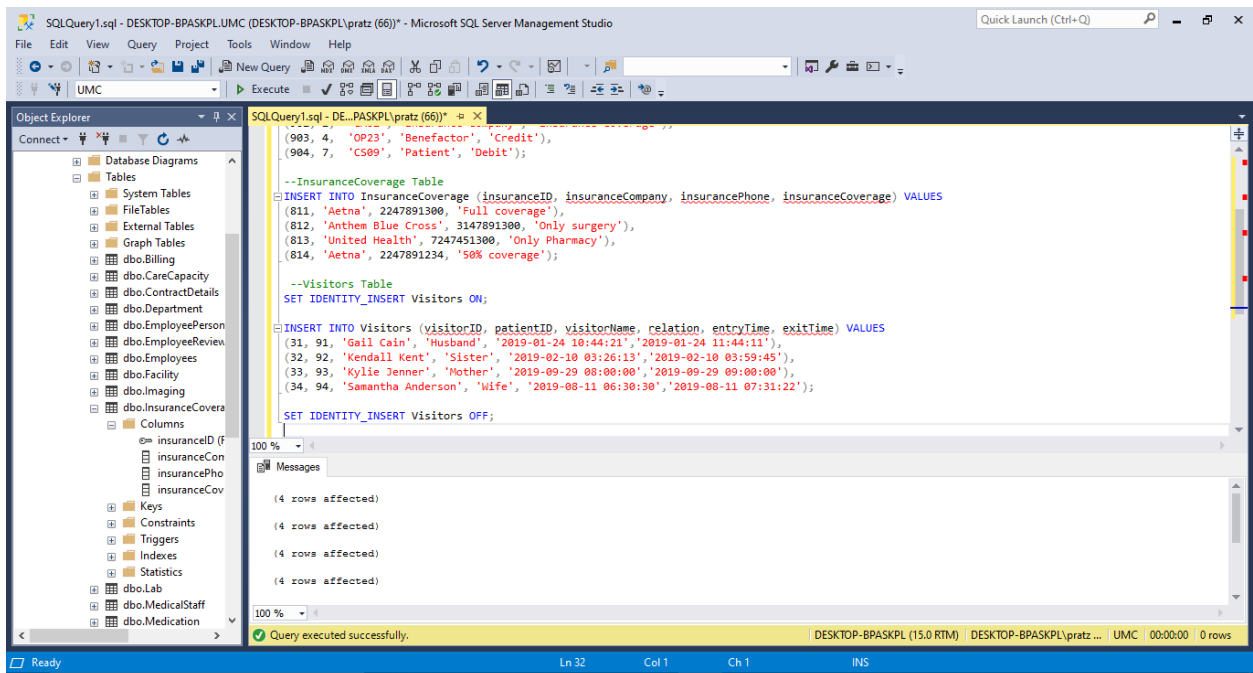 SQLQuery1.sql - DESKTOP-BPASKPL.UMC (DESKTOP-BPASKPL\pratz (66))* - Microsoft SQL Server Management Studio
Quick Launch (Ctrl+Q)
File Edit View Query Project Tools Window Help
New Query MDX DMX XMLA DAX
UMC Execute
Object Explorer
SQLQuery1.sql - DE...PASKPL\pratz (66))*
Connect
Database Diagrams
Tables
System Tables
FileTables
External Tables
Graph Tables
dbo.Billing
dbo.CareCapacity
dbo.ContractDetails
dbo.Department
dbo.EmployeePerson
dbo.EmployeeReview
dbo.Employees
dbo.Facility
dbo.Imaging
dbo.InsuranceCovera
Columns
insuranceID (F
insuranceCom
insurancePho
insuranceCov
Keys
Constraints
Triggers
Indexes
Statistics
dbo.Lab
dbo.MedicalStaff
dbo.Medication
(903, 4, 'OP23', 'Benefactor', 'Credit'),
(904, 7, 'CS09', 'Patient', 'Debit');
--InsuranceCoverage Table
INSERT INTO InsuranceCoverage (insuranceID, insuranceCompany, insurancePhone, insuranceCoverage) VALUES
(811, 'Aetna', 2247891300, 'Full coverage'),
(812, 'Anthem Blue Cross', 3147891300, 'Only surgery'),
(813, 'United Health', 7247451300, 'Only Pharmacy'),
(814, 'Aetna', 2247891234, '50% coverage');
--Visitors Table
SET IDENTITY_INSERT Visitors ON;
INSERT INTO Visitors (visitorID, patientID, visitorName, relation, entryTime, exitTime) VALUES
(31, 91, 'Gail Cain', 'Husband', '2019-01-24 10:44:21','2019-01-24 11:44:11'),
(32, 92, 'Kendall Kent', 'Sister', '2019-02-10 03:26:13','2019-02-10 03:59:45'),
(33, 93, 'Kylie Jenner', 'Mother', '2019-09-29 08:00:00','2019-09-29 09:00:00'),
(34, 94, 'Samantha Anderson', 'Wife', '2019-08-11 06:30:30','2019-08-11 07:31:22');
SET IDENTITY_INSERT Visitors OFF;
100 %
Messages
(4 rows affected)
(4 rows affected)
(4 rows affected)
(4 rows affected)
100 %
Query executed successfully. DESKTOP-BPASKPL (15.0 RTM) DESKTOP-BPASKPL\pratz ... UMC 00:00:00 0 rows
Ready Ln 32 Col 1 Ch 1 INS